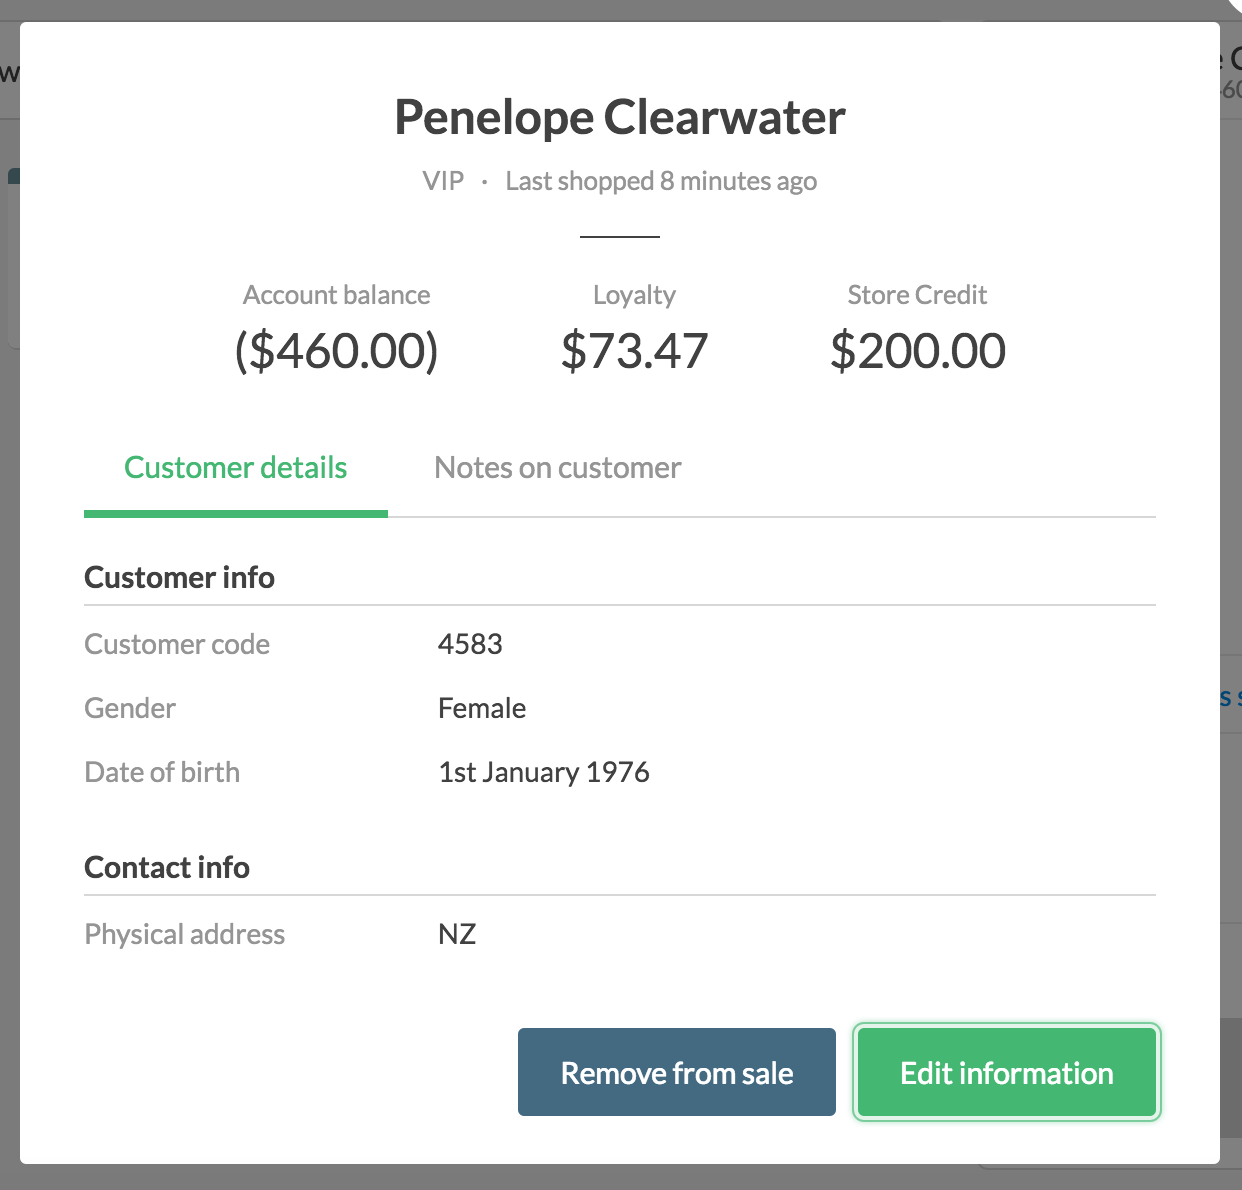 Penelope Clearwater
VIP · Last shopped 8 minutes ago
Account balance Loyalty Store Credit
($460.00) $73.47 $200.00
Customer details Notes on customer
Customer info
Customer code 4583
Gender Female
Date of birth 1st January 1976
Contact info
Physical address NZ
Remove from sale Edit information